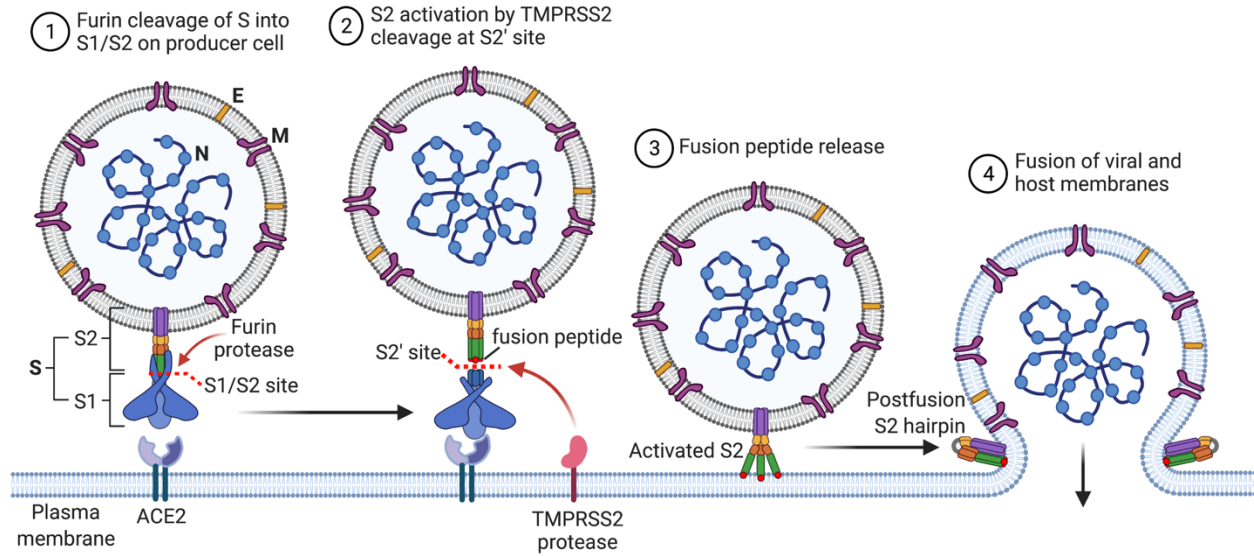 1 Furin cleavage of S into
S1/S2 on producer cell
2 S2 activation by TMPRSS2
cleavage at S2' site
E
M
N
3 Fusion peptide release
4 Fusion of viral and
host membranes
S
S2
S1
Furin
protease
S1/S2 site
S2' site
fusion peptide
Activated S2
Postfusion
S2 hairpin
Plasma
membrane
ACE2
TMPRSS2
protease